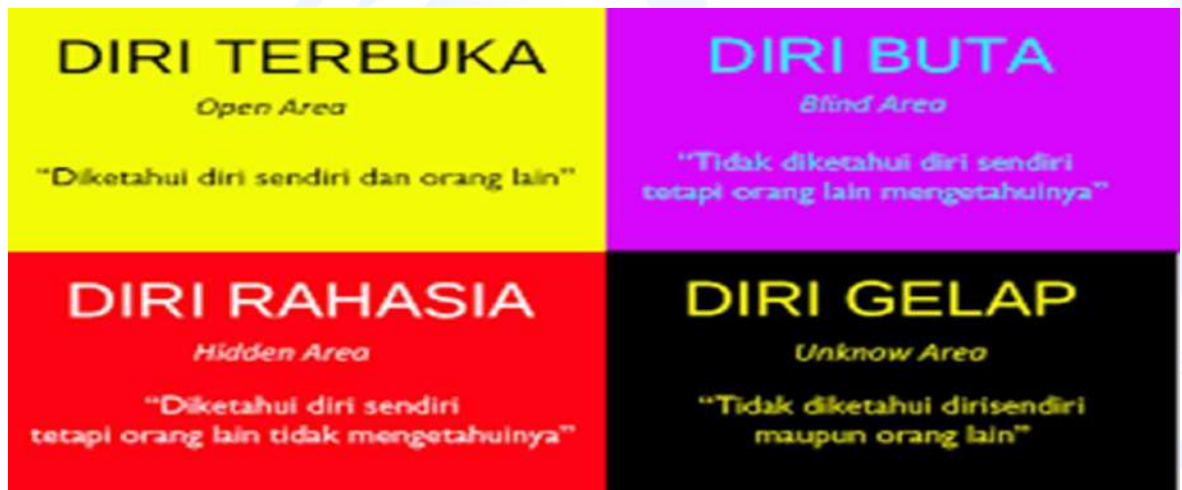 DIRI TERBUKA
Open Area
“Diketahui diri sendiri dan orang lain”
DIRI BUTA
Blind Area
“Tidak diketahui diri sendiri
tetapi orang lain mengetahuinya”
DIRI RAHASIA
Hidden Area
“Diketahui diri sendiri
tetapi orang lain tidak mengetahuinya”
DIRI GELAP
Unknow Area
“Tidak diketahui dirisendiri
maupun orang lain”